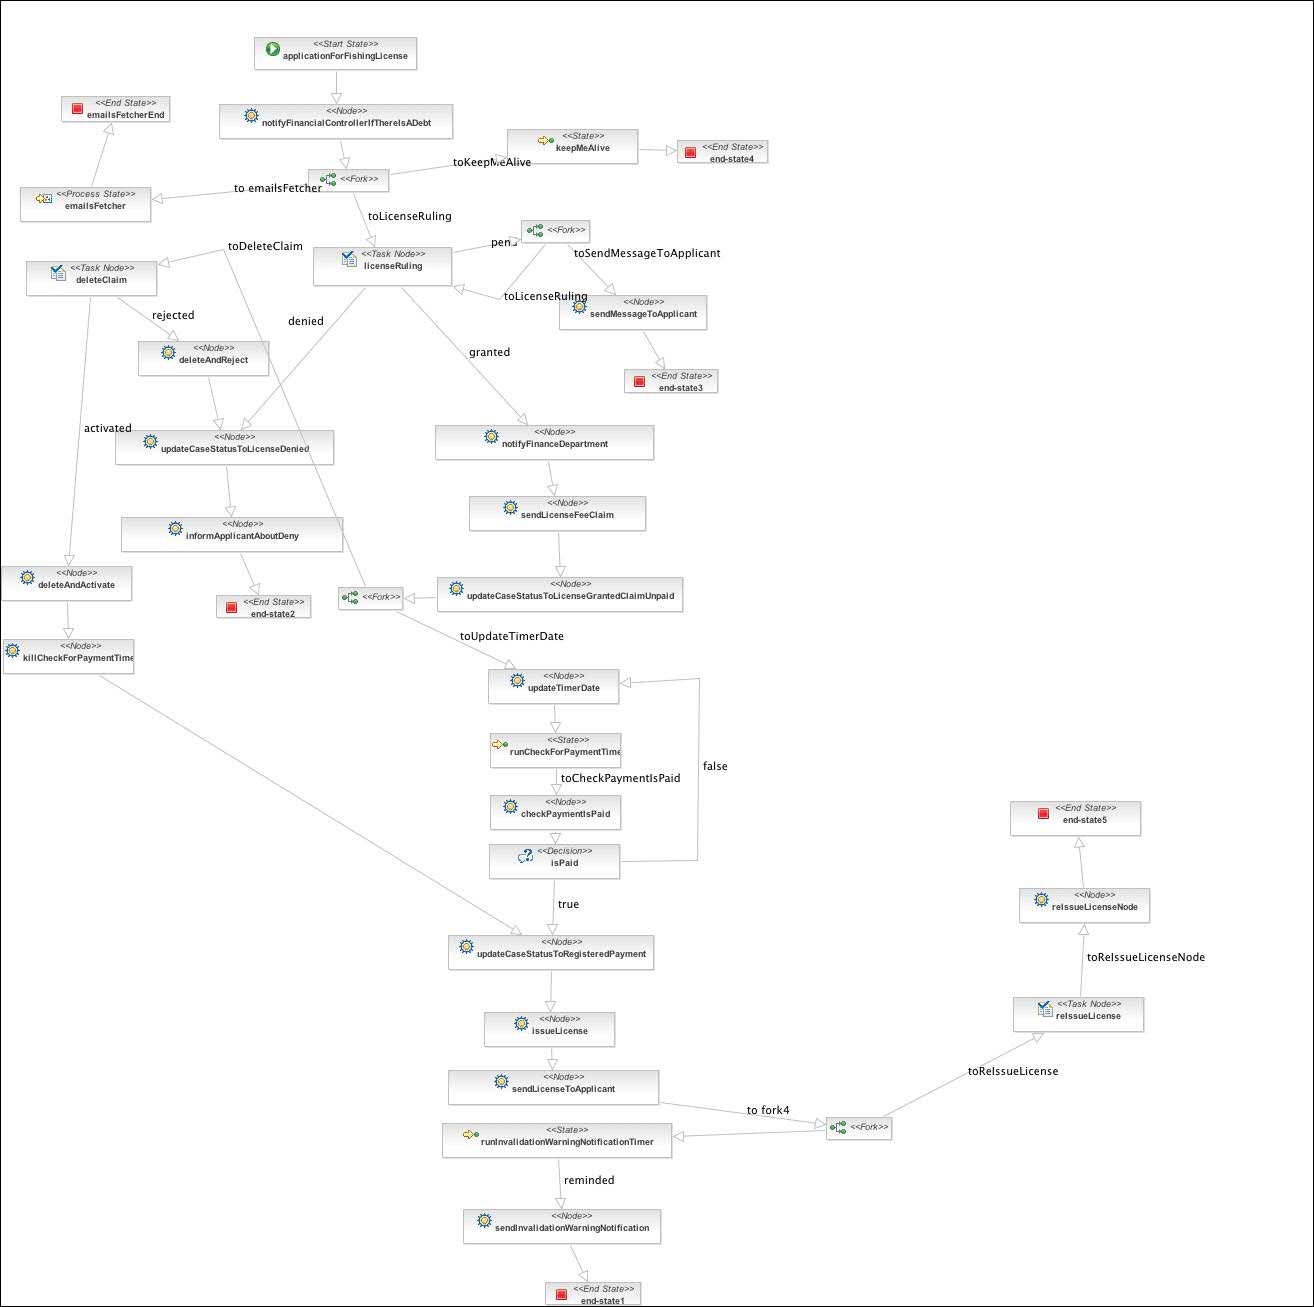 <<Start State>>
applicationForFishingLicense
<<End State>>
emailsFetcherEnd
<<Node>>
notifyFinancialControllerIfThereIsADebt
<<State>>
keepMeAlive
<<End State>>
end-state4
toKeepMeAlive
<<Fork>>
to emailsFetcher
<<Process State>>
emailsFetcher
toLicenseRuling
<<Fork>>
toDeleteClaim
pend
<<Task Node>>
licenseRuling
toSendMessageToApplicant
<<Task Node>>
deleteClaim
toLicenseRuling
<<Node>>
sendMessageToApplicant
rejected
denied
<<Node>>
deleteAndReject
granted
<<End State>>
end-state3
activated
<<Node>>
updateCaseStatusToLicenseDenied
<<Node>>
notifyFinanceDepartment
<<Node>>
sendLicenseFeeClaim
<<Node>>
informApplicantAboutDeny
<<Node>>
deleteAndActivate
<<End State>>
end-state2
<<Fork>>
<<Node>>
updateCaseStatusToLicenseGrantedClaimUnpaid
toUpdateTimerDate
<<Node>>
killCheckForPaymentTime
<<Node>>
updateTimerDate
<<State>>
runCheckForPaymentTime
false
toCheckPaymentIsPaid
<<Node>>
checkPaymentIsPaid
<<End State>>
end-state5
<<Decision>>
isPaid
true
<<Node>>
reIssueLicenseNode
<<Node>>
updateCaseStatusToRegisteredPayment
toReIssueLicenseNode
<<Task Node>>
reIssueLicense
<<Node>>
issueLicense
toReIssueLicense
<<Node>>
sendLicenseToApplicant
to fork4
<<Fork>>
<<State>>
runInvalidationWarningNotificationTimer
reminded
<<Node>>
sendInvalidationWarningNotification
<<End State>>
end-state1